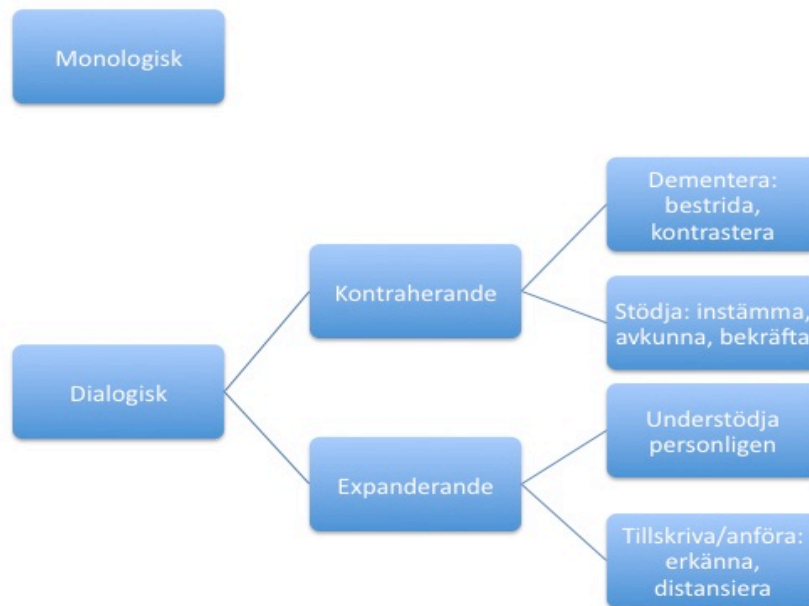 Monologisk
Dementera:
bestrida,
kontrastera
Kontraherande
Stödja: instämma,
avkunna, bekräfta
Dialogisk
Understödja
personligen
Expanderande
Tillskriva/anföra:
erkänna,
distansiera